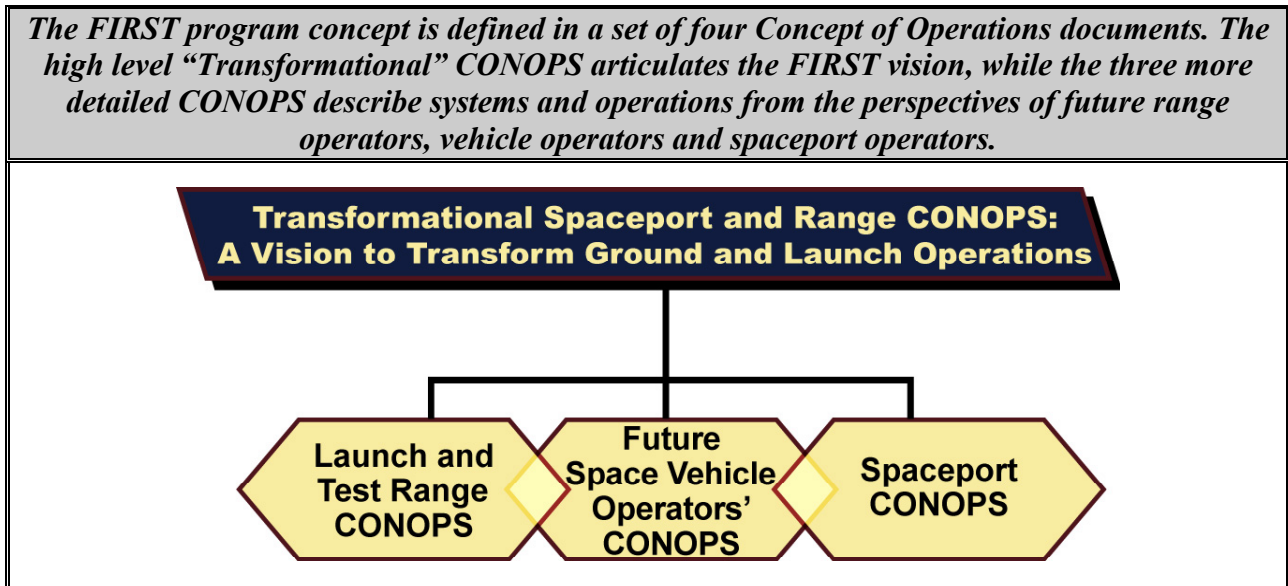 The FIRST program concept is defined in a set of four Concept of Operations documents. The
high level “Transformational” CONOPS articulates the FIRST vision, while the three more
detailed CONOPS describe systems and operations from the perspectives of future range
operators, vehicle operators and spaceport operators.
Transformational Spaceport and Range CONOPS:
A Vision to Transform Ground and Launch Operations
Launch and
Test Range
CONOPS
Future
Space Vehicle
Operators’
CONOPS
Spaceport
CONOPS